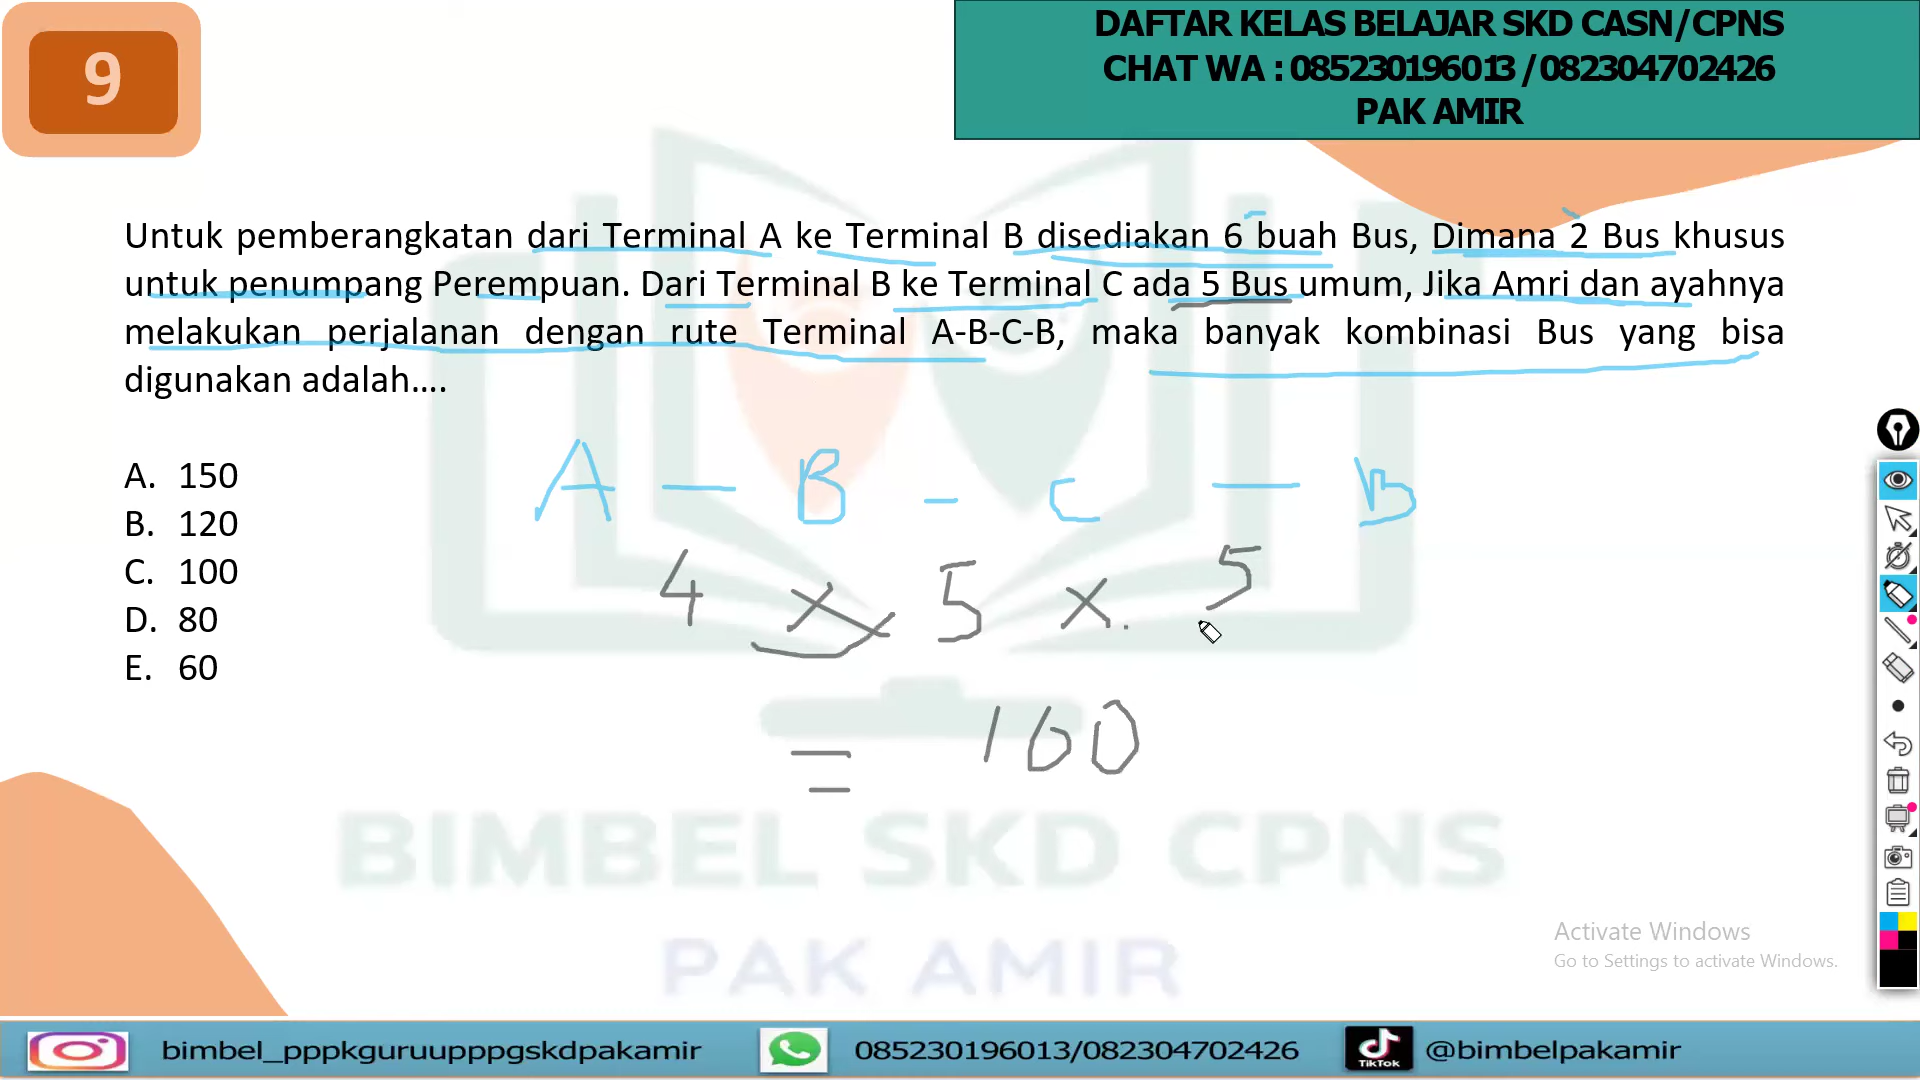 9
DAFTAR KELAS BELAJAR SKD CASN/CPNS
CHAT WA : 085230196013 / 082304702426
PAK AMIR
Untuk pemberangkatan dari Terminal A ke Terminal B disediakan 6 buah Bus, Dimana 2 Bus khusus
untuk penumpang Perempuan. Dari Terminal B ke Terminal C ada 5 Bus umum, Jika Amri dan ayahnya
melakukan perjalanan dengan rute Terminal A-B-C-B, maka banyak kombinasi Bus yang bisa
digunakan adalah....
A. 150
B. 120
C. 100
D. 80
E. 60
A — B - C — B
4 x 5 x . 5
= 160
BIMBEL SKD CPNS
PAK AMIR
Activate Windows
Go to Settings to activate Windows.
bimbel_pppkguruupppgskdpakamir
085230196013/082304702426
TikTok
@bimbelpakamir